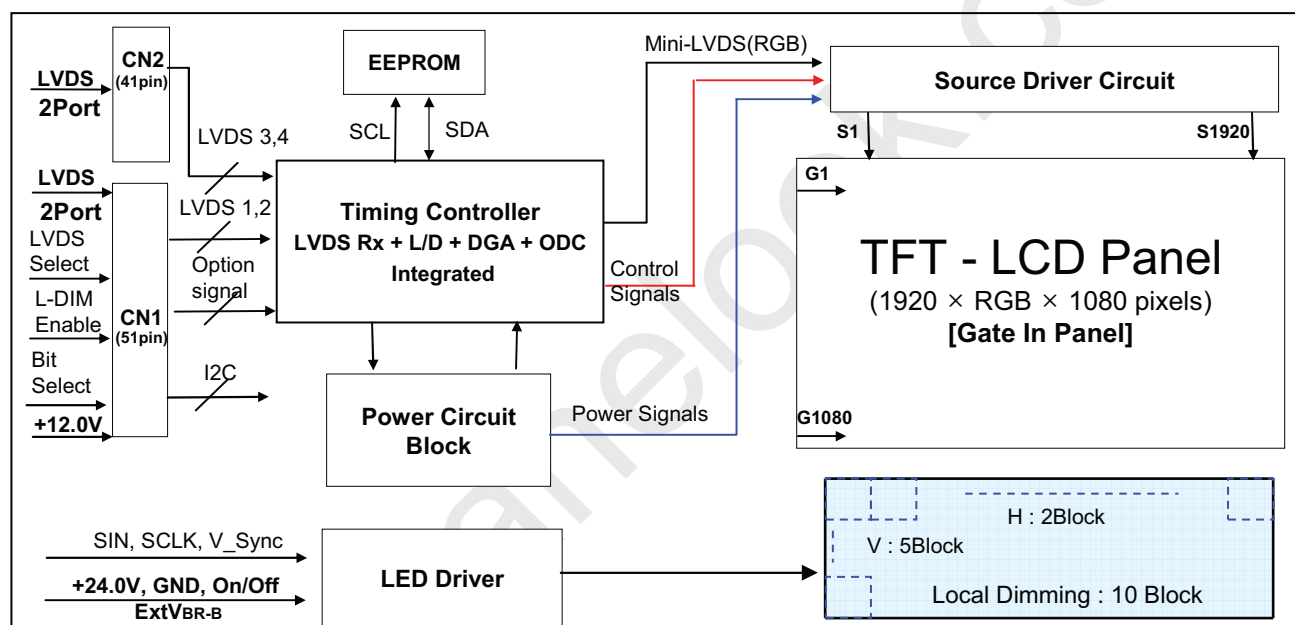 CN2
(41pin)
LVDS
2Port
LVDS 3,4
EEPROM
SCL
SDA
Mini-LVDS(RGB)
Source Driver Circuit
S1
S1920
LVDS
2Port
LVDS
Select
L-DIM
Enable
Bit
Select
+12.0V
CN1
(51pin)
LVDS 1,2
Option
signal
I2C
Timing Controller
LVDS Rx + L/D + DGA + ODC
Integrated
Control
Signals
G1
TFT - LCD Panel
(1920 × RGB × 1080 pixels)
[Gate In Panel]
G1080
Power Circuit
Block
Power Signals
SIN, SCLK, V_Sync
+24.0V, GND, On/Off
ExtVBR-B
LED Driver
H : 2Block
V : 5Block
Local Dimming : 10 Block